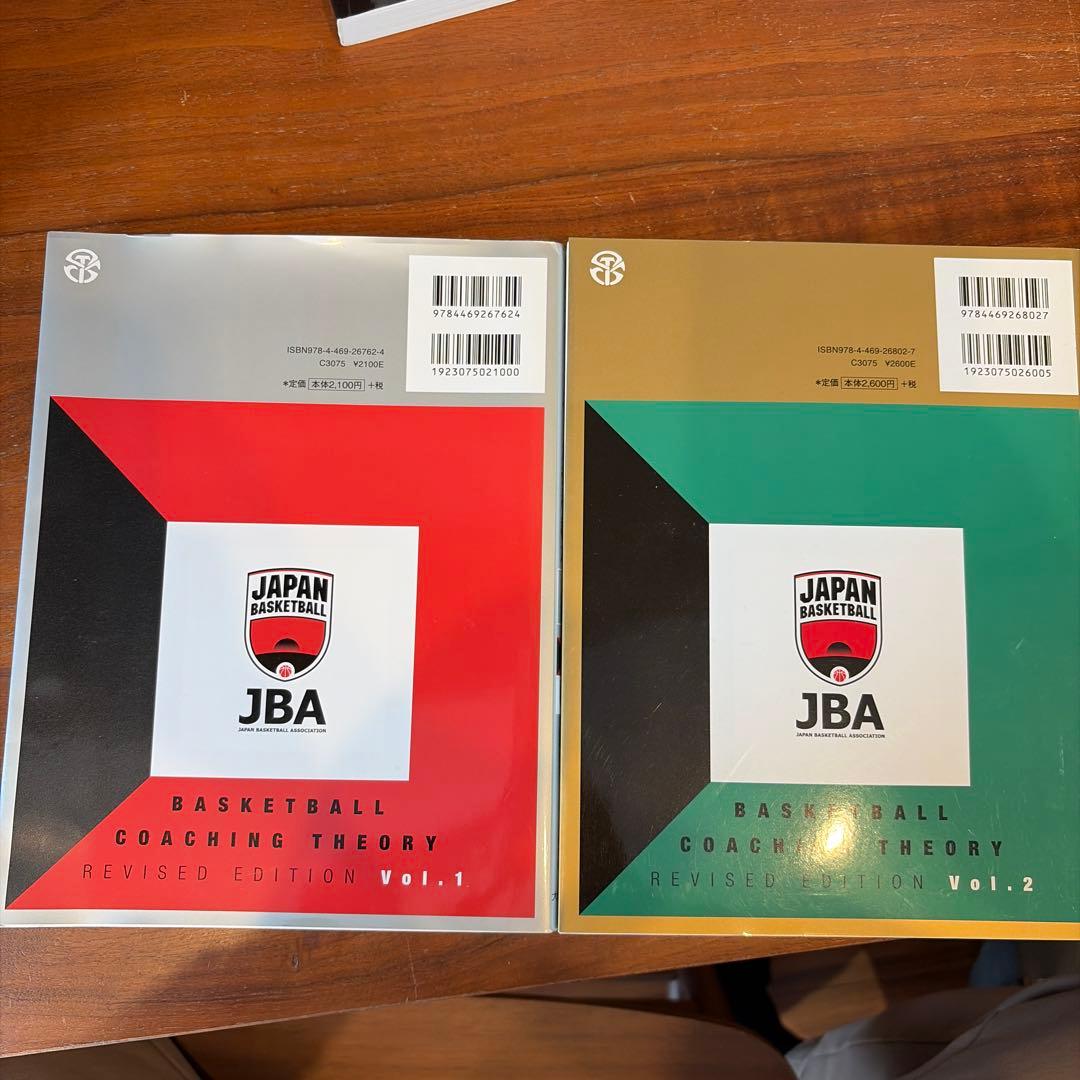 9784469267624
ISBN978-4-469-26762-4
C3075 ¥2100E
1923075021000
*定価 本体2,100円 +税
JAPAN
BASKETBALL
JBA
JAPAN BASKETBALL ASSOCIATION
BASKETBALL
COACHING THEORY
REVISED EDITION Vol.1
9784469268027
ISBN978-4-469-26802-7
C3075 ¥2600E
1923075026005
*定価 本体2,600円 +税
JAPAN
BASKETBALL
JBA
JAPAN BASKETBALL ASSOCIATION
BASKETBALL
COACHING THEORY
REVISED EDITION Vol.2